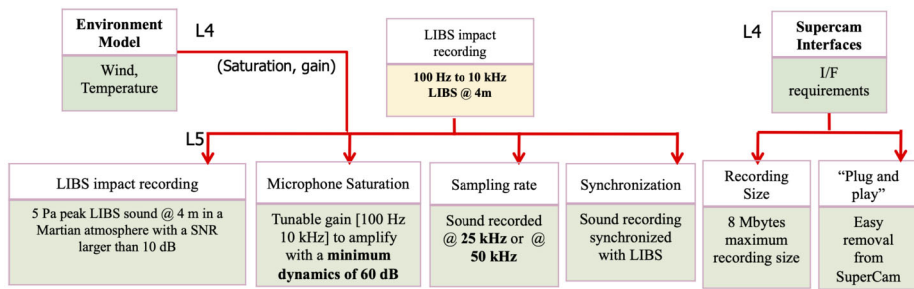 Environment
Model
Wind,
Temperature
L4
(Saturation, gain)
LIBS impact
recording
100 Hz to 10 kHz
LIBS @ 4m
L4
Supercam
Interfaces
I/F
requirements
L5
LIBS impact recording
5 Pa peak LIBS sound @ 4 m in a
Martian atmosphere with a SNR
larger than 10 dB
Microphone Saturation
Tunable gain [100 Hz
10 kHz] to amplify
with a minimum
dynamics of 60 dB
Sampling rate
Sound recorded
@ 25 kHz or @
50 kHz
Synchronization
Sound recording
synchronized
with LIBS
Recording
Size
8 Mbytes
maximum
recording size
“Plug and
play”
Easy
removal
from
SuperCam